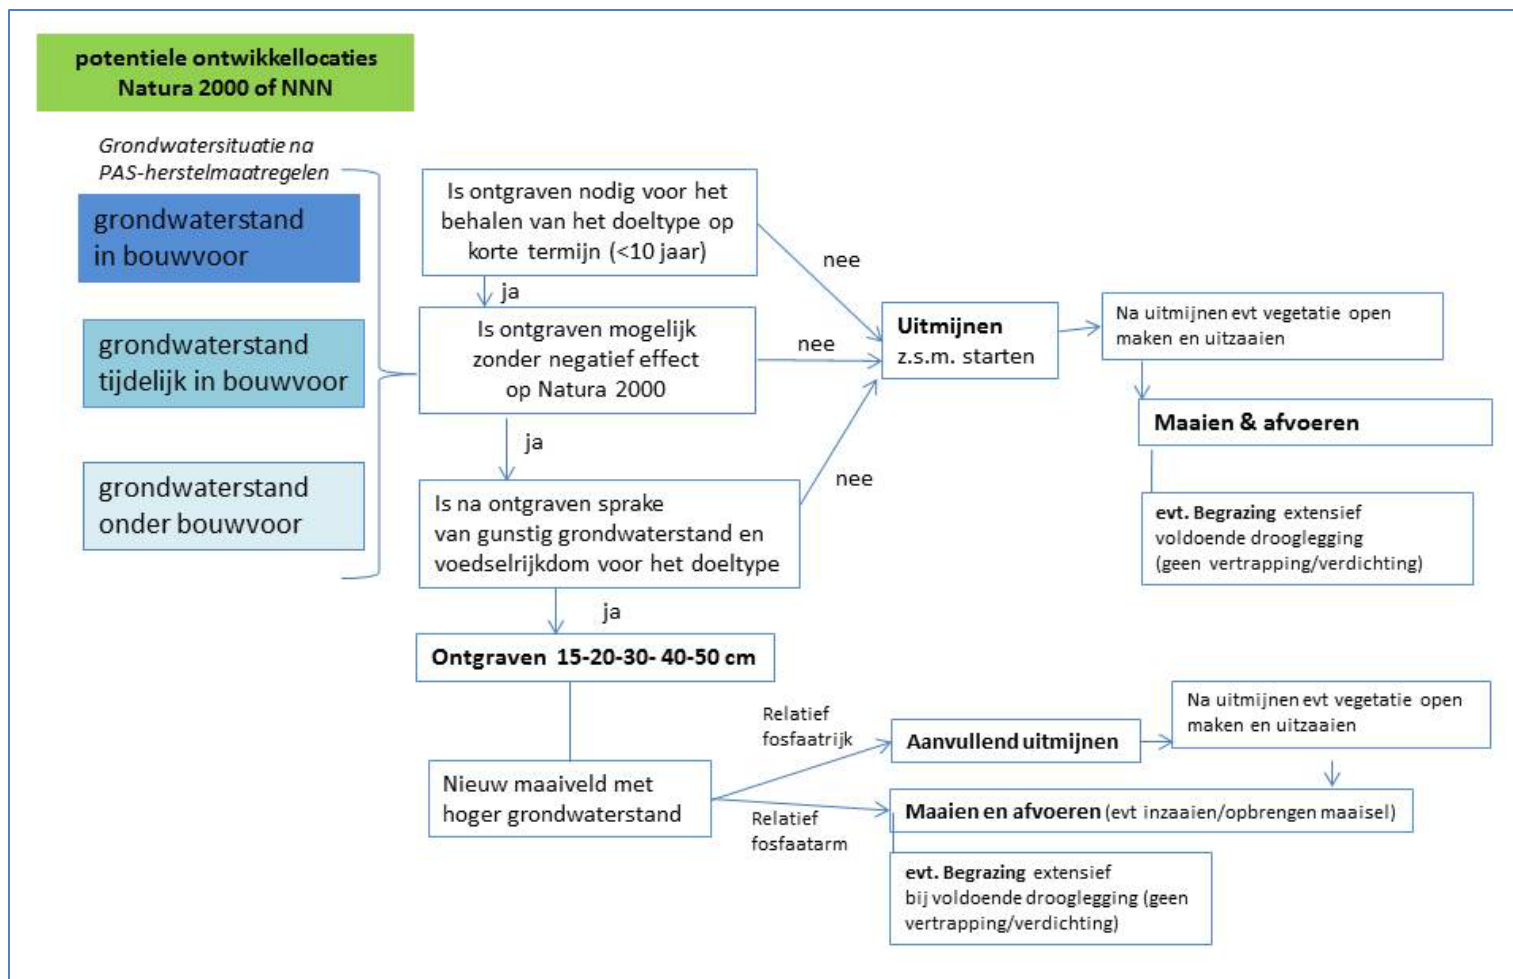 potentiele ontwikkellocaties
Natura 2000 of NNN
Grondwatersituatie na
PAS-herstelmaatregelen
grondwaterstand
in bouwvoor
grondwaterstand
tijdelijk in bouwvoor
grondwaterstand
onder bouwvoor
Is ontgraven nodig voor het
behalen van het doeltype op
korte termijn (<10 jaar)
nee
ja
Is ontgraven mogelijk
zonder negatief effect
op Natura 2000
nee
ja
Is na ontgraven sprake
van gunstig grondwaterstand en
voedselrijkdom voor het doeltype
nee
ja
Uitmijnen
z.s.m. starten
Na uitmijnen evt vegetatie open
maken en uitzaaien
Maaien & afvoeren
evt. Begrazing extensief
voldoende drooglegging
(geen vertrapping/verdichting)
Ontgraven 15-20-30- 40-50 cm
Nieuw maaiveld met
hoger grondwaterstand
Relatief
fosfaatrijk
Relatief
fosfaatarm
Aanvullend uitmijnen
Na uitmijnen evt vegetatie open
maken en uitzaaien
Maaien en afvoeren (evt inzaaien/opbrengen maaisel)
evt. Begrazing extensief
bij voldoende drooglegging (geen
vertrapping/verdichting)